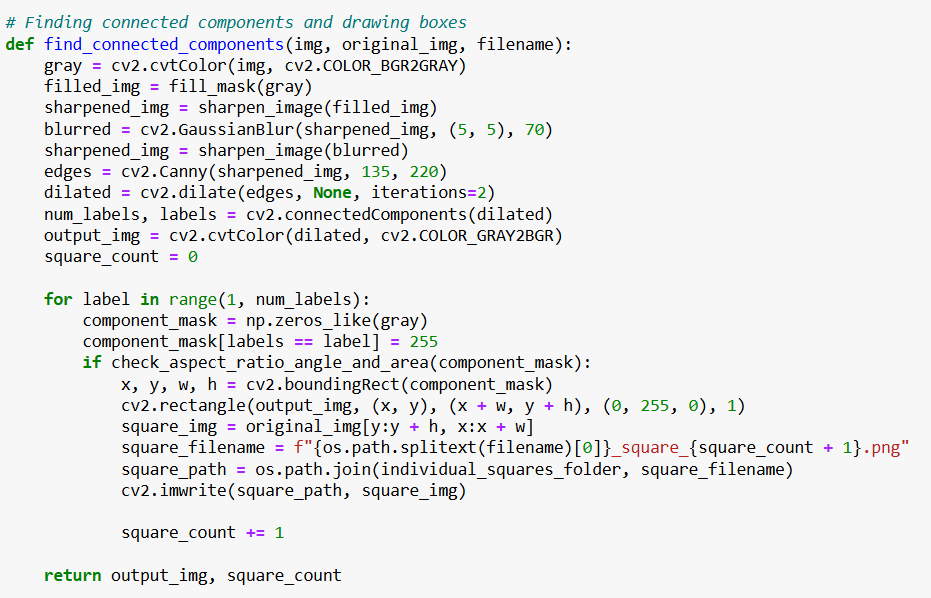 # Finding connected components and drawing boxes
def find_connected_components(img, original_img, filename):
    gray = cv2.cvtColor(img, cv2.COLOR_BGR2GRAY)
    filled_img = fill_mask(gray)
    sharpened_img = sharpen_image(filled_img)
    blurred = cv2.GaussianBlur(sharpened_img, (5, 5), 70)
    sharpened_img = sharpen_image(blurred)
    edges = cv2.Canny(sharpened_img, 135, 220)
    dilated = cv2.dilate(edges, None, iterations=2)
    num_labels, labels = cv2.connectedComponents(dilated)
    output_img = cv2.cvtColor(dilated, cv2.COLOR_GRAY2BGR)
    square_count = 0

    for label in range(1, num_labels):
        component_mask = np.zeros_like(gray)
        component_mask[labels == label] = 255
        if check_aspect_ratio_angle_and_area(component_mask):
            x, y, w, h = cv2.boundingRect(component_mask)
            cv2.rectangle(output_img, (x, y), (x + w, y + h), (0, 255, 0), 1)
            square_img = original_img[y:y + h, x:x + w]
            square_filename = f"{os.path.splitext(filename)[0]}_square_{square_count + 1}.png"
            square_path = os.path.join(individual_squares_folder, square_filename)
            cv2.imwrite(square_path, square_img)

            square_count += 1

    return output_img, square_count